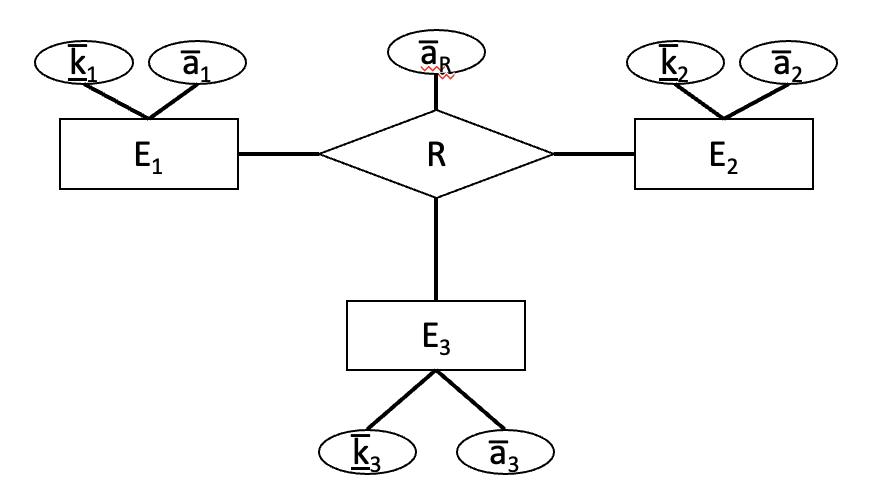 a̅R
k̲̅1 a̅1
k̲̅2 a̅2
E1 R E2
E3
k̲̅3 a̅3